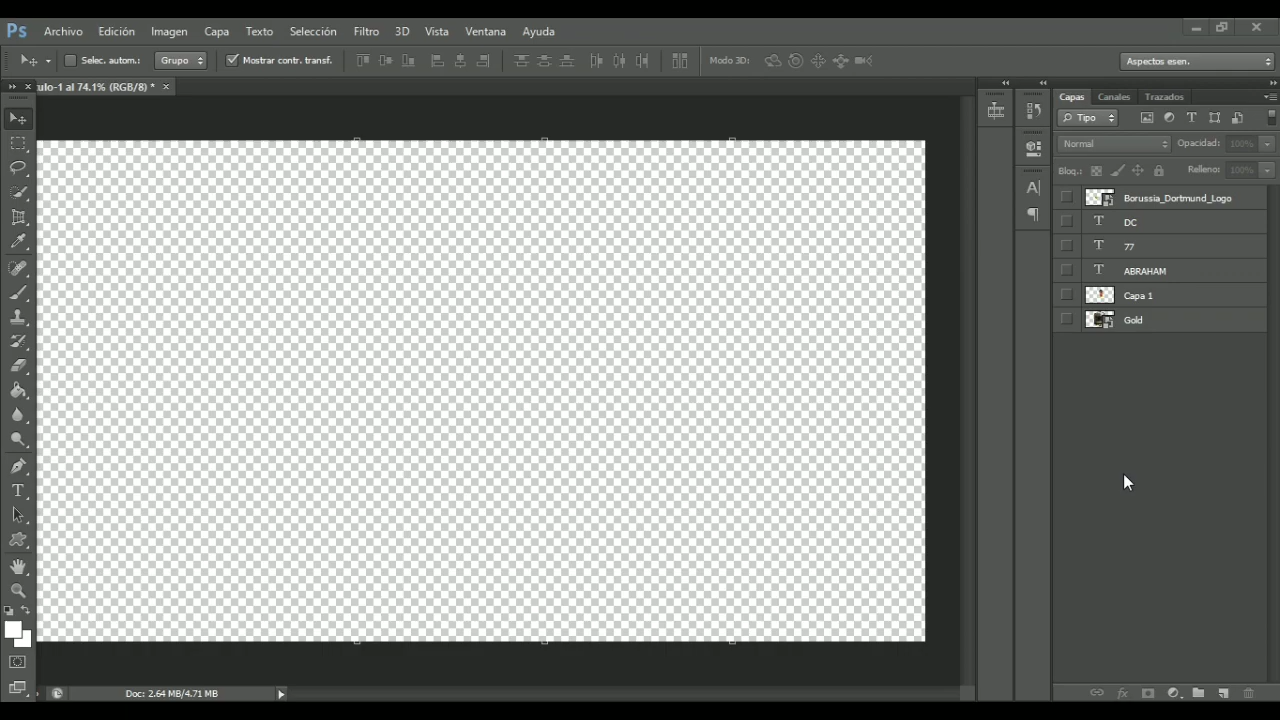 Ps Archivo Edición Imagen Capa Texto Selección Filtro 3D Vista Ventana Ayuda
Selec. autom.: Grupo Mostrar contr. transf. Modo 3D: Aspectos esen.
ulo-1 al 74.1% (RGB/8) * ×
Capas Canales Trazados
Tipo
Normal Opacidad: 100%
Bloq.: Relleno: 100%
Borussia_Dortmund_Logo
T DC
T 77
T ABRAHAM
Capa 1
Gold
A
T
Doc: 2.64 MB/4.71 MB
fx